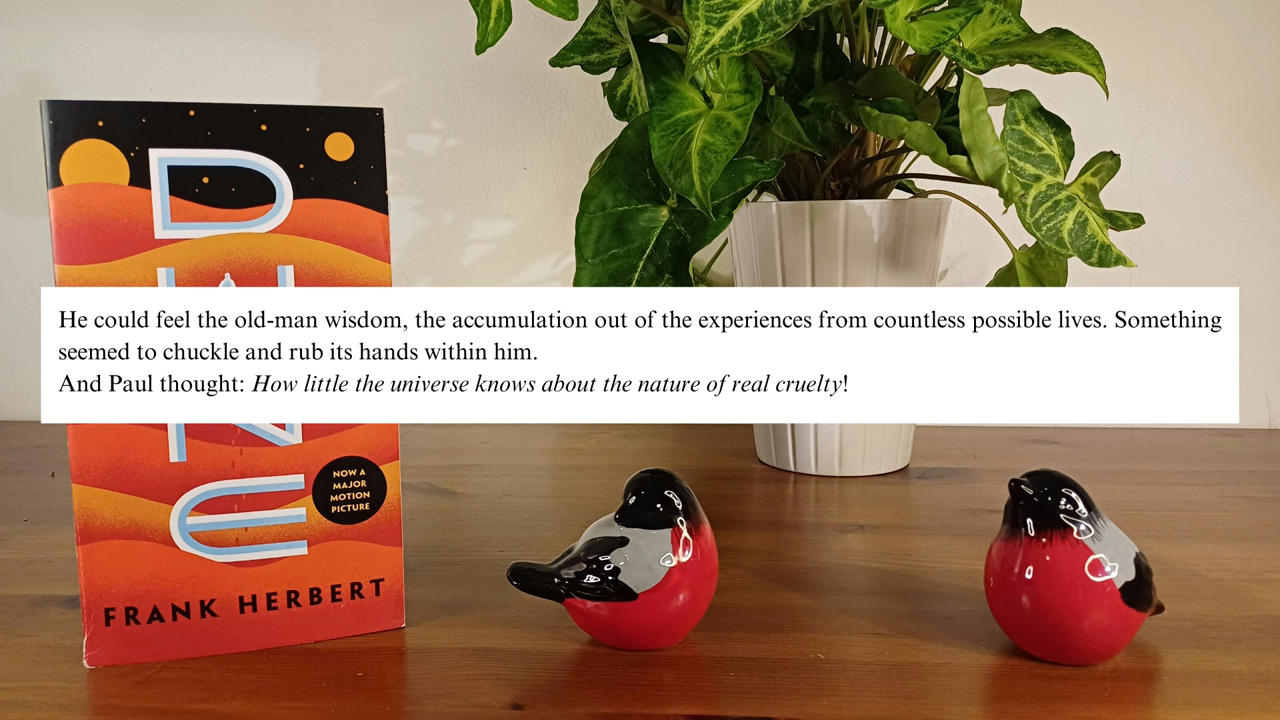 DUNE
He could feel the old-man wisdom, the accumulation out of the experiences from countless possible lives. Something
seemed to chuckle and rub its hands within him.
And Paul thought: How little the universe knows about the nature of real cruelty!
NOW A
MAJOR
MOTION
PICTURE
FRANK HERBERT